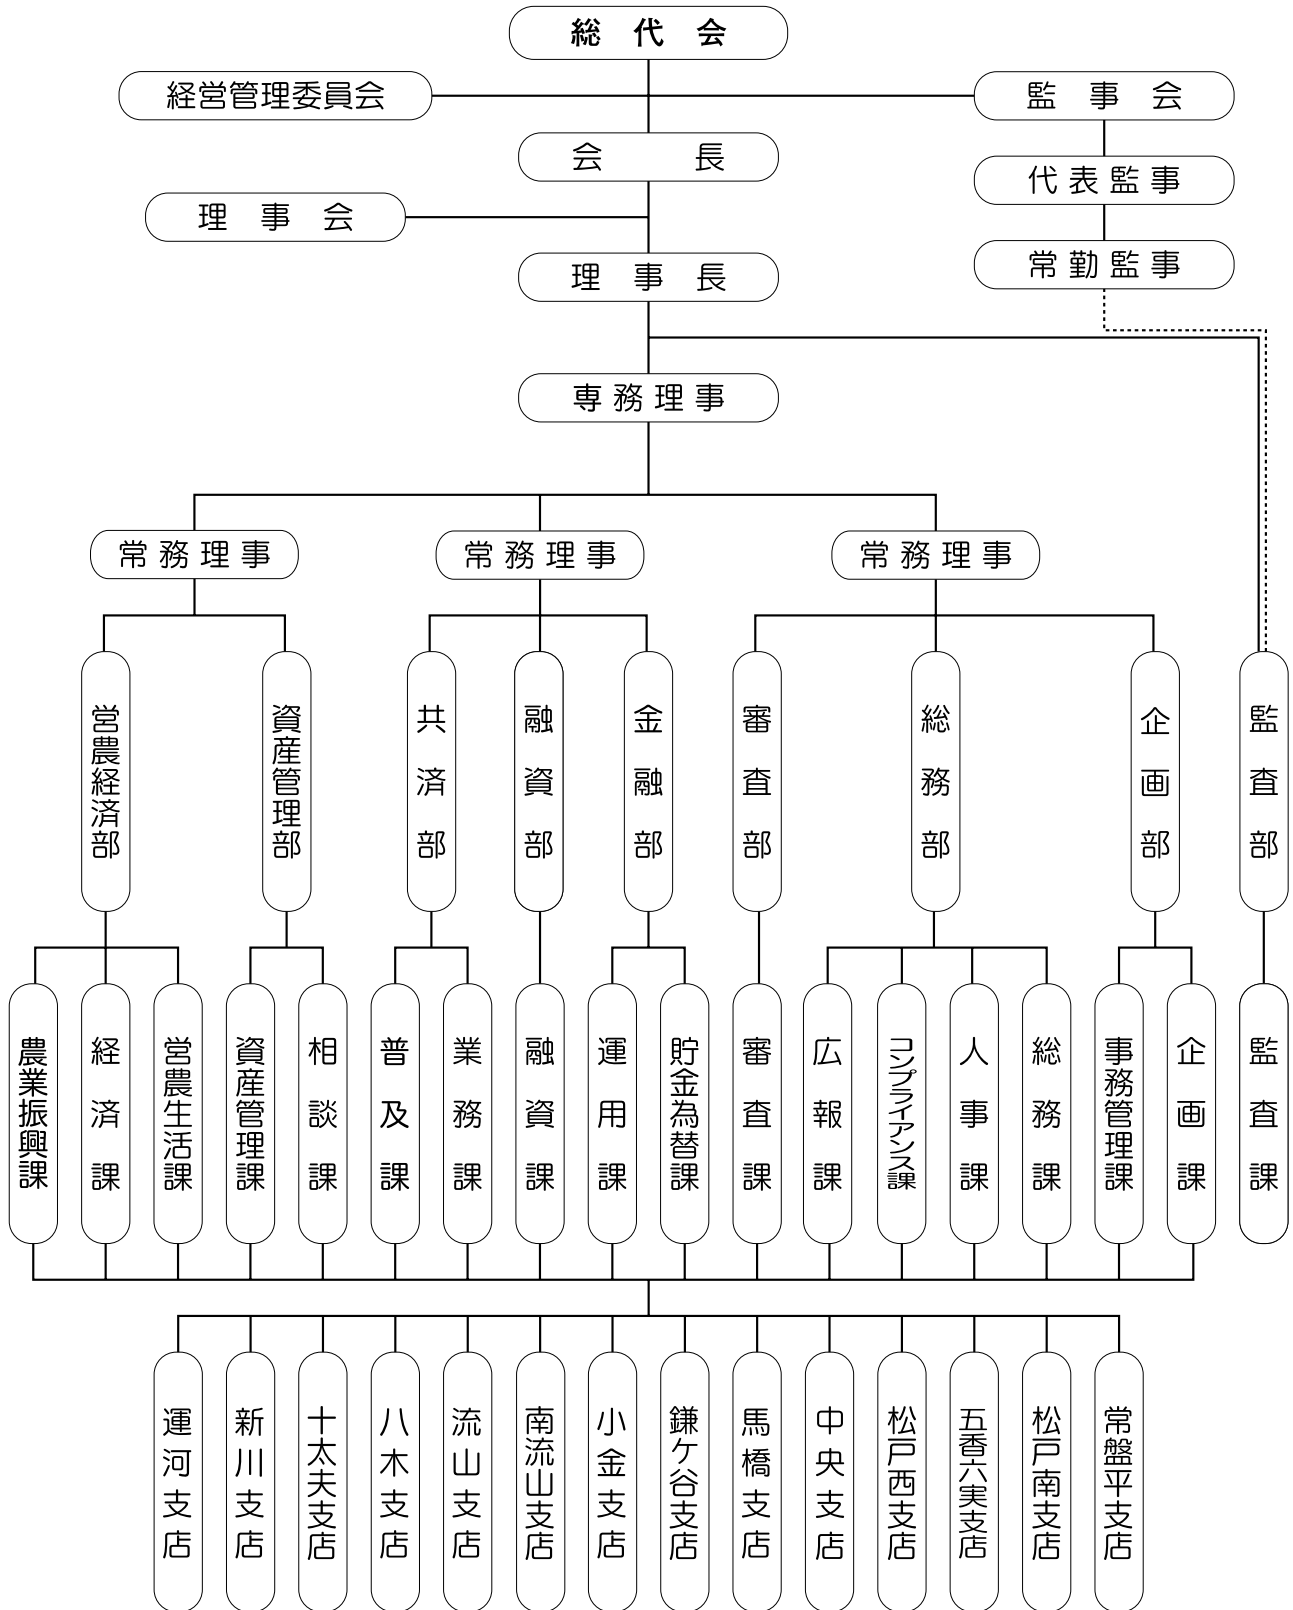 総代会
経営管理委員会
監事会
会長
代表監事
理事会
常勤監事
理事長
専務理事
常務理事
常務理事
常務理事
営農経済部
資産管理部
共済部
融資部
金融部
審査部
総務部
企画部
監査部
農業振興課
経済課
営農生活課
資産管理課
相談課
普及課
業務課
融資課
運用課
貯金為替課
審査課
広報課
コンプライアンス課
人事課
総務課
事務管理課
企画課
監査課
運河支店
新川支店
十太夫支店
八木支店
流山支店
南流山支店
小金支店
鎌ケ谷支店
馬橋支店
中央支店
松戸西支店
五香六実支店
松戸南支店
常盤平支店